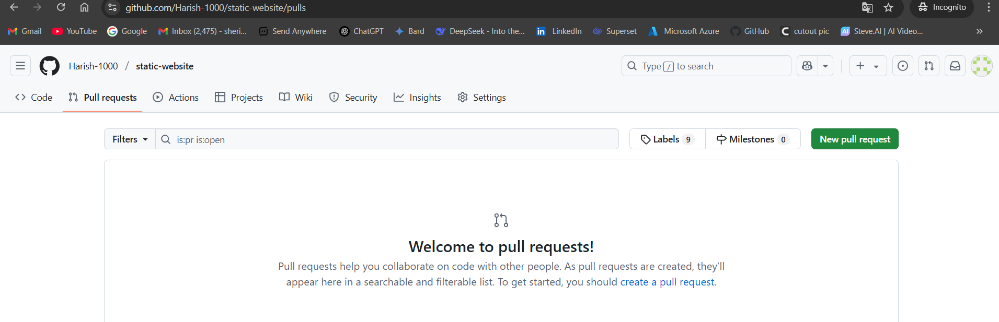 github.com/Harish-1000/static-website/pulls
Incognito
Gmail YouTube Google Inbox (2,475) - sheri... Send Anywhere ChatGPT Bard DeepSeek - Into the... LinkedIn Superset Microsoft Azure GitHub cutout pic Steve.AI | AI Video... »
Harish-1000 / static-website
Type / to search
Code Pull requests Actions Projects Wiki Security Insights Settings
Filters is:pr is:open Labels 9 Milestones 0 New pull request
Welcome to pull requests!
Pull requests help you collaborate on code with other people. As pull requests are created, they’ll
appear here in a searchable and filterable list. To get started, you should create a pull request.